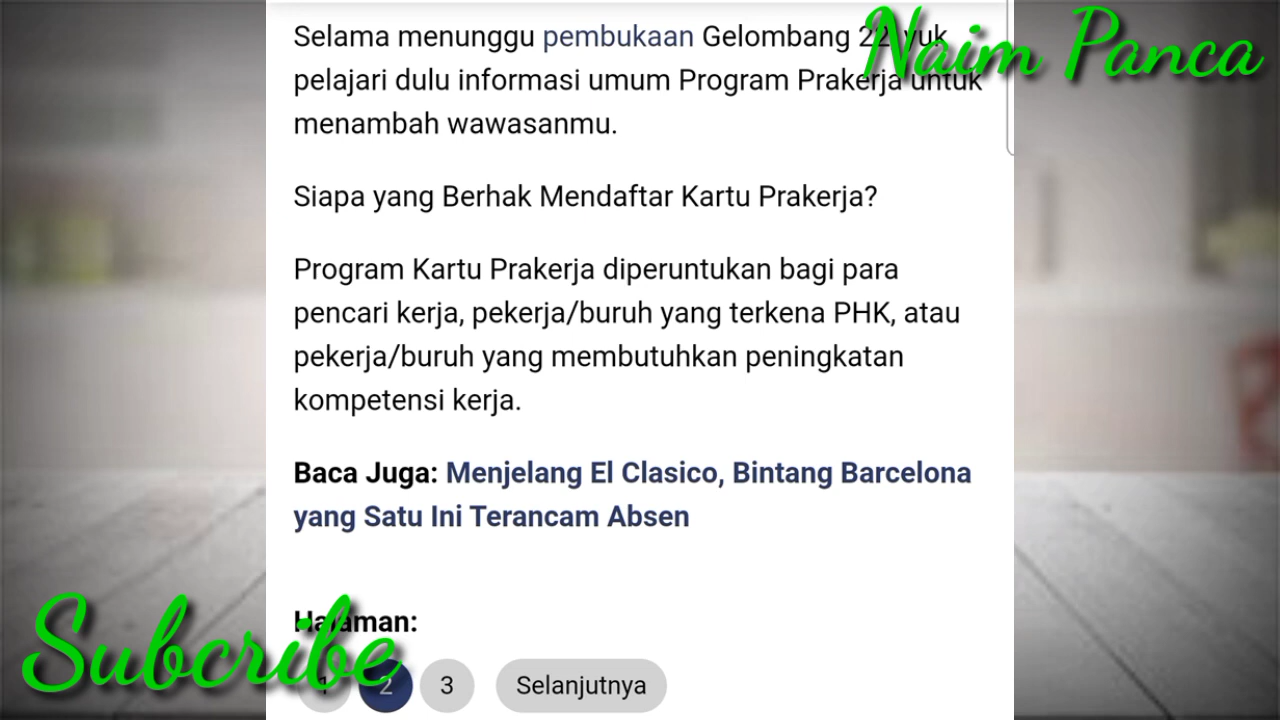 Naim Panca
Selama menunggu pembukaan Gelombang 22, yuk
pelajari dulu informasi umum Program Prakerja untuk
menambah wawasanmu.
Siapa yang Berhak Mendaftar Kartu Prakerja?
Program Kartu Prakerja diperuntukan bagi para
pencari kerja, pekerja/buruh yang terkena PHK, atau
pekerja/buruh yang membutuhkan peningkatan
kompetensi kerja.
Baca Juga: Menjelang El Clasico, Bintang Barcelona
yang Satu Ini Terancam Absen
Halaman:
Subcribe
1 2 3 Selanjutnya